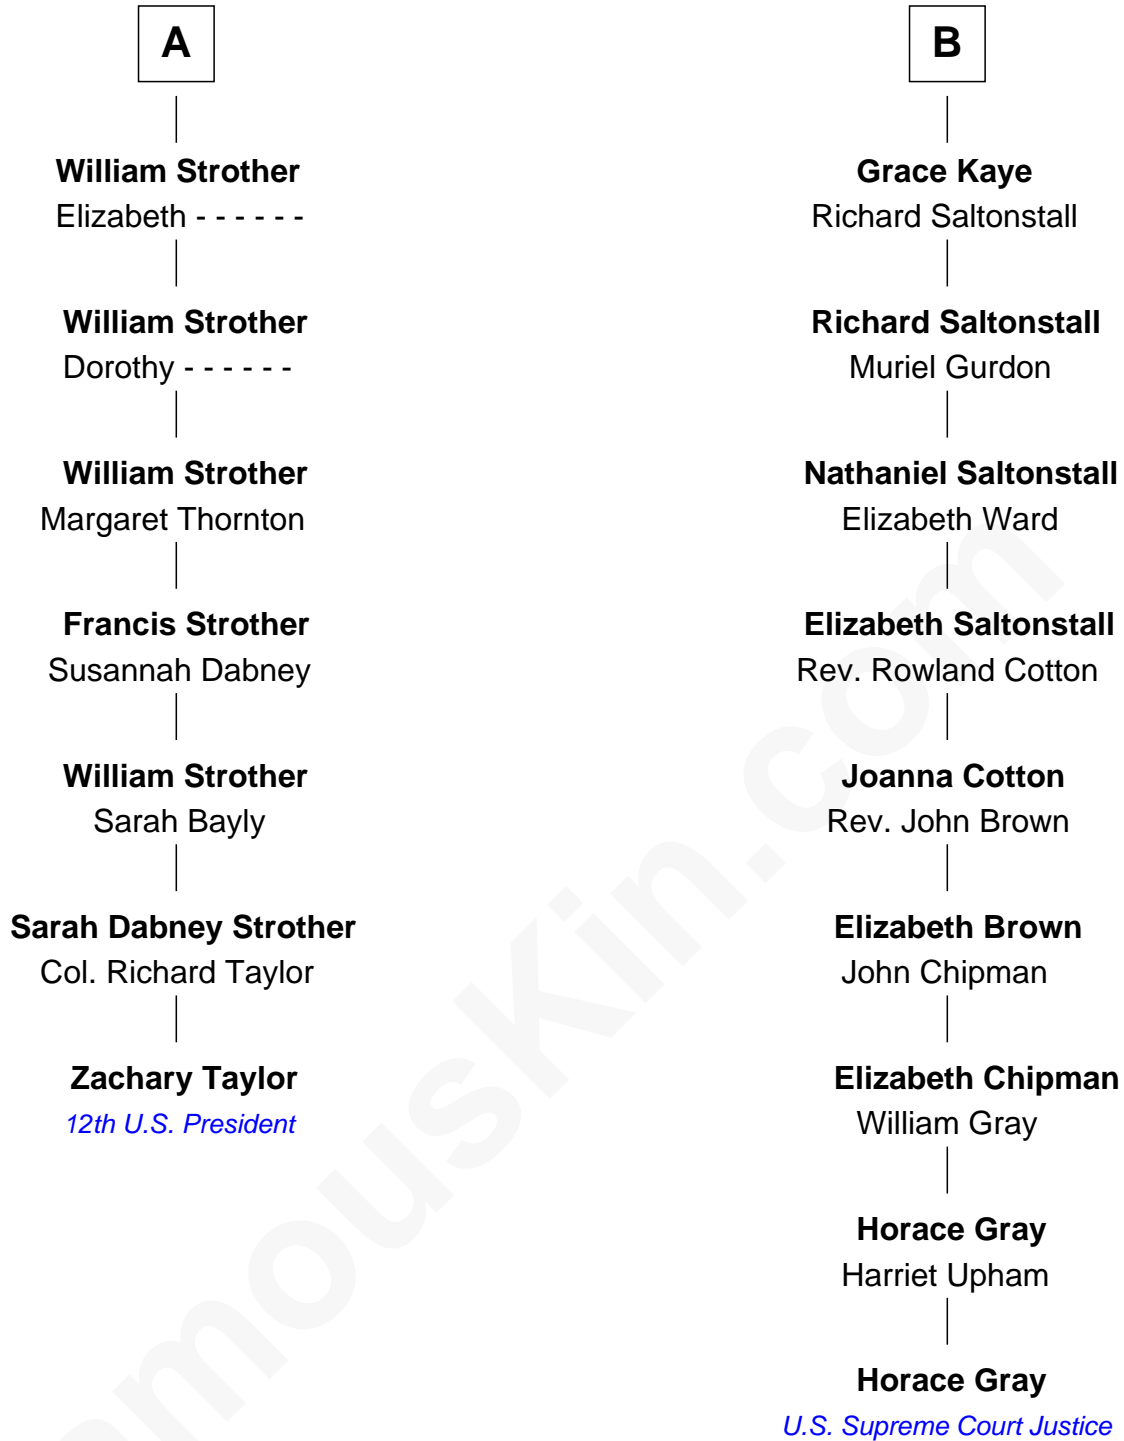 A
William Strother
Elizabeth - - - - - -
William Strother
Dorothy - - - - - -
William Strother
Margaret Thornton
Francis Strother
Susannah Dabney
William Strother
Sarah Bayly
Sarah Dabney Strother
Col. Richard Taylor
Zachary Taylor
12th U.S. President
B
Grace Kaye
Richard Saltonstall
Richard Saltonstall
Muriel Gurdon
Nathaniel Saltonstall
Elizabeth Ward
Elizabeth Saltonstall
Rev. Rowland Cotton
Joanna Cotton
Rev. John Brown
Elizabeth Brown
John Chipman
Elizabeth Chipman
William Gray
Horace Gray
Harriet Upham
Horace Gray
U.S. Supreme Court Justice
amousKin.com